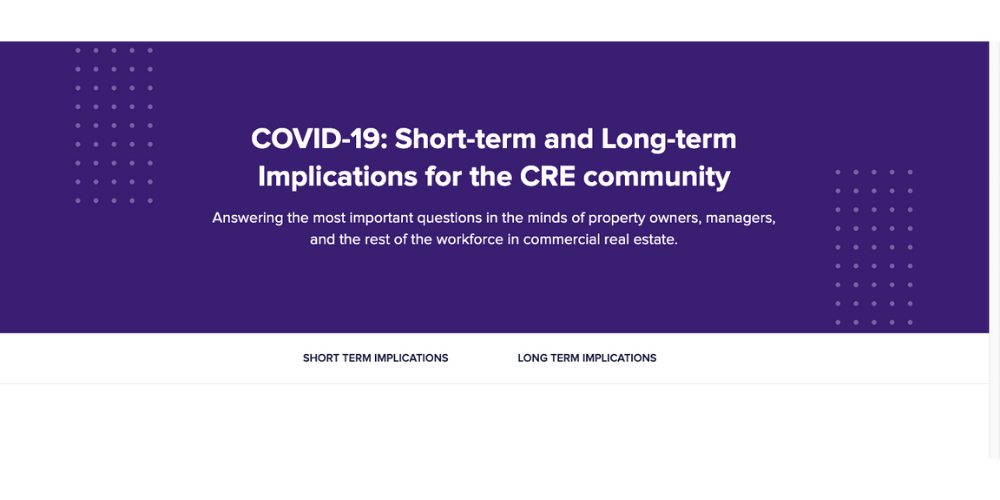 COVID-19: Short-term and Long-term
Implications for the CRE community
Answering the most important questions in the minds of property owners, managers,
and the rest of the workforce in commercial real estate.
SHORT TERM IMPLICATIONS
LONG TERM IMPLICATIONS